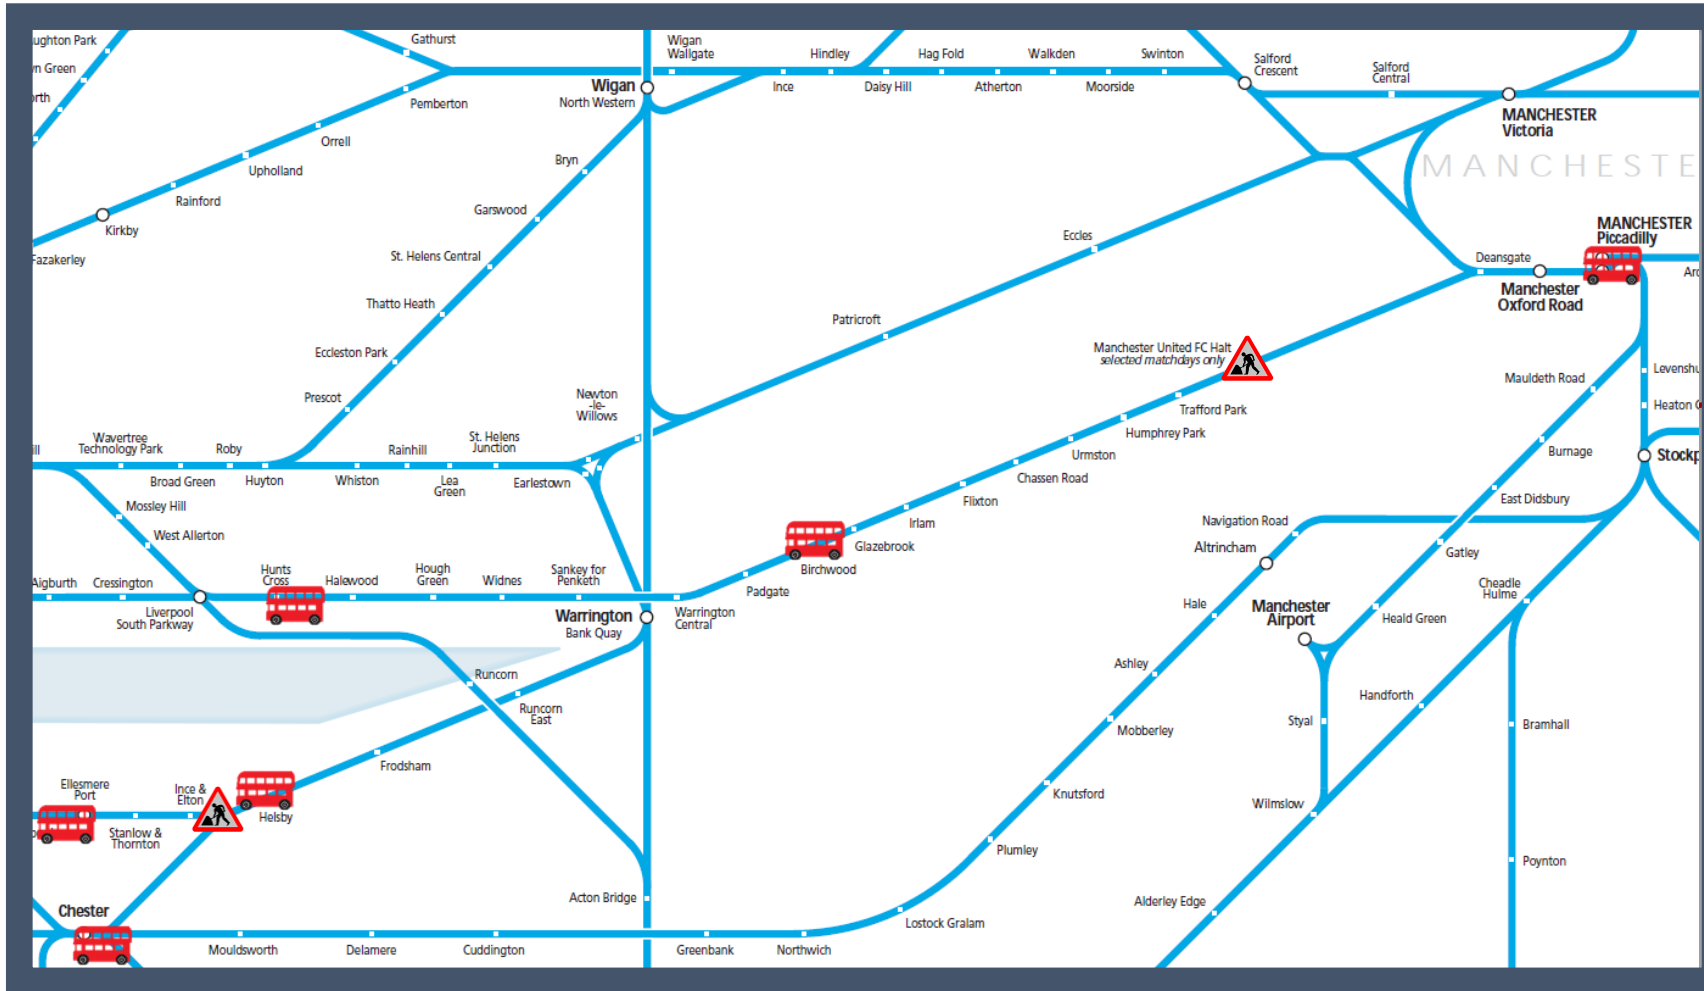 Gathurst
Wigan
Wallgate
Hindley
Hag Fold
Walkden
Swinton
Salford
Crescent
Salford
Central
Wigan
North Western
Pemberton
Ince
Daisy Hill
Atherton
Moorside
MANCHESTER
Victoria
Orrell
Upholland
Rainford
Kirkby
Fazakerley
Bryn
Garswood
St. Helens Central
Thatto Heath
Eccleston Park
Prescot
Eccles
Patricroft
MANCHESTER
Piccadilly
Deansgate
Manchester
Oxford Road
Manchester United FC Halt
selected matchdays only
Trafford Park
Humphrey Park
Urmston
Chassen Road
Flixton
Irlam
Glazebrook
Birchwood
Padgate
Newton
-le-
Willows
Mauldeth Road
Burnage
East Didsbury
Gatley
Heald Green
Wavertree
Technology Park
Roby
Rainhill
St. Helens
Junction
Broad Green
Huyton
Whiston
Lea
Green
Earlestown
Mossley Hill
West Allerton
Navigation Road
Altrincham
Aigburth
Cressington
Hunts
Cross
Halewood
Hough
Green
Widnes
Sankey for
Penketh
Liverpool
South Parkway
Warrington
Bank Quay
Warrington
Central
Hale
Manchester
Airport
Cheadle
Hulme
Ashley
Runcorn
Runcorn
East
Handforth
Styal
Bramhall
Mobberley
Frodsham
Ellesmere
Port
Ince &
Elton
Helsby
Stanlow &
Thornton
Knutsford
Wilmslow
Plumley
Poynton
Chester
Acton Bridge
Lostock Gralam
Alderley Edge
Mouldsworth
Delamere
Cuddington
Greenbank
Northwich